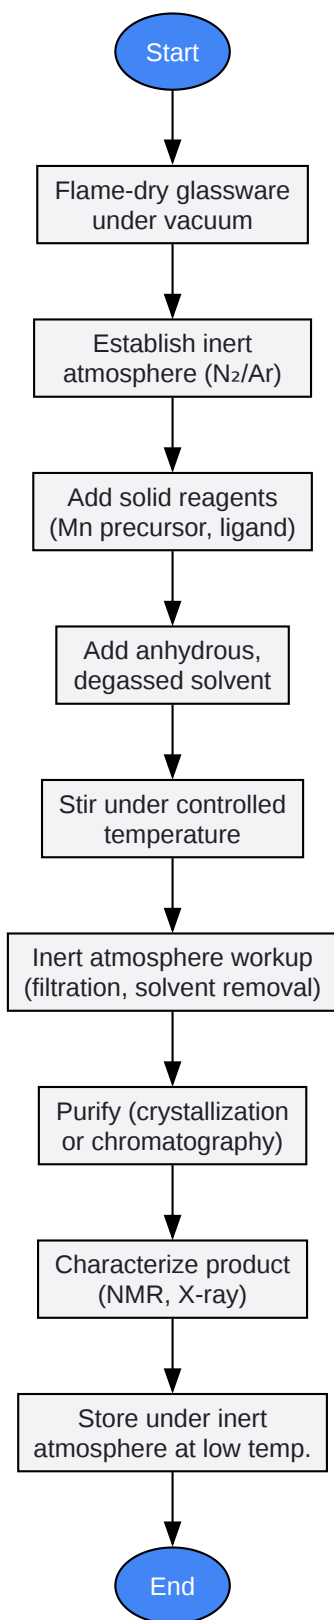 Start
Flame-dry glassware
under vacuum
Establish inert
atmosphere (N₂/Ar)
Add solid reagents
(Mn precursor, ligand)
Add anhydrous,
degassed solvent
Stir under controlled
temperature
Inert atmosphere workup
(filtration, solvent removal)
Purify (crystallization
or chromatography)
Characterize product
(NMR, X-ray)
Store under inert
atmosphere at low temp.
End